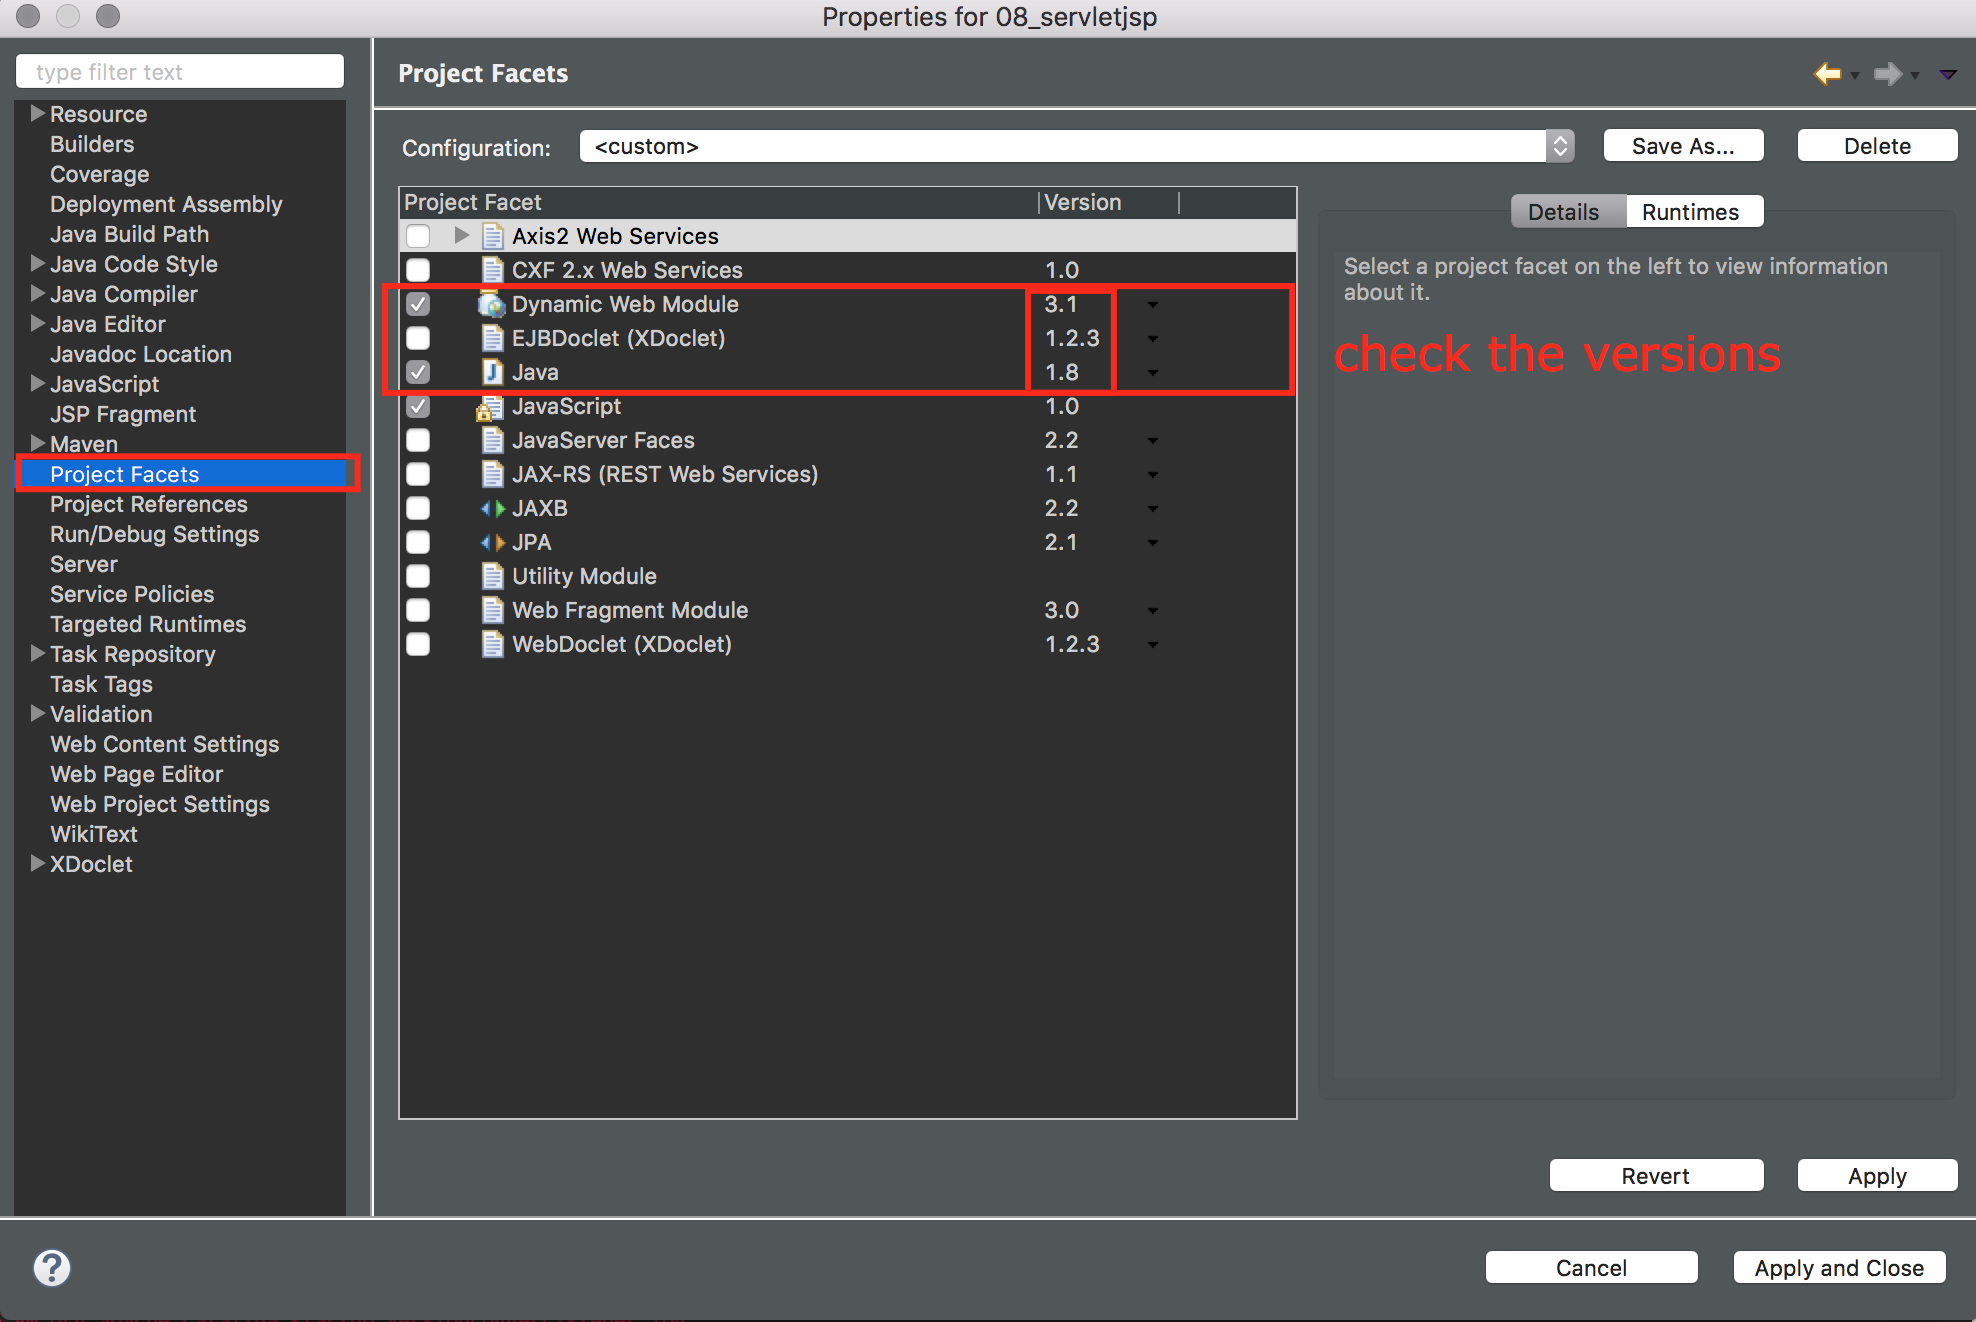 Properties for 08_servletjsp
type filter text
Resource
Builders
Coverage
Deployment Assembly
Java Build Path
Java Code Style
Java Compiler
Java Editor
Javadoc Location
JavaScript
JSP Fragment
Maven
Project Facets
Project References
Run/Debug Settings
Server
Service Policies
Targeted Runtimes
Task Repository
Task Tags
Validation
Web Content Settings
Web Page Editor
Web Project Settings
WikiText
XDoclet
Project Facets
Configuration: <custom> Save As... Delete
Project Facet Version
Axis2 Web Services
CXF 2.x Web Services 1.0
Dynamic Web Module 3.1
EJBDoclet (XDoclet) 1.2.3
Java 1.8
JavaScript 1.0
JavaServer Faces 2.2
JAX-RS (REST Web Services) 1.1
JAXB 2.2
JPA 2.1
Utility Module
Web Fragment Module 3.0
WebDoclet (XDoclet) 1.2.3
Details Runtimes
Select a project facet on the left to view information
about it.
check the versions
Revert Apply
Cancel Apply and Close